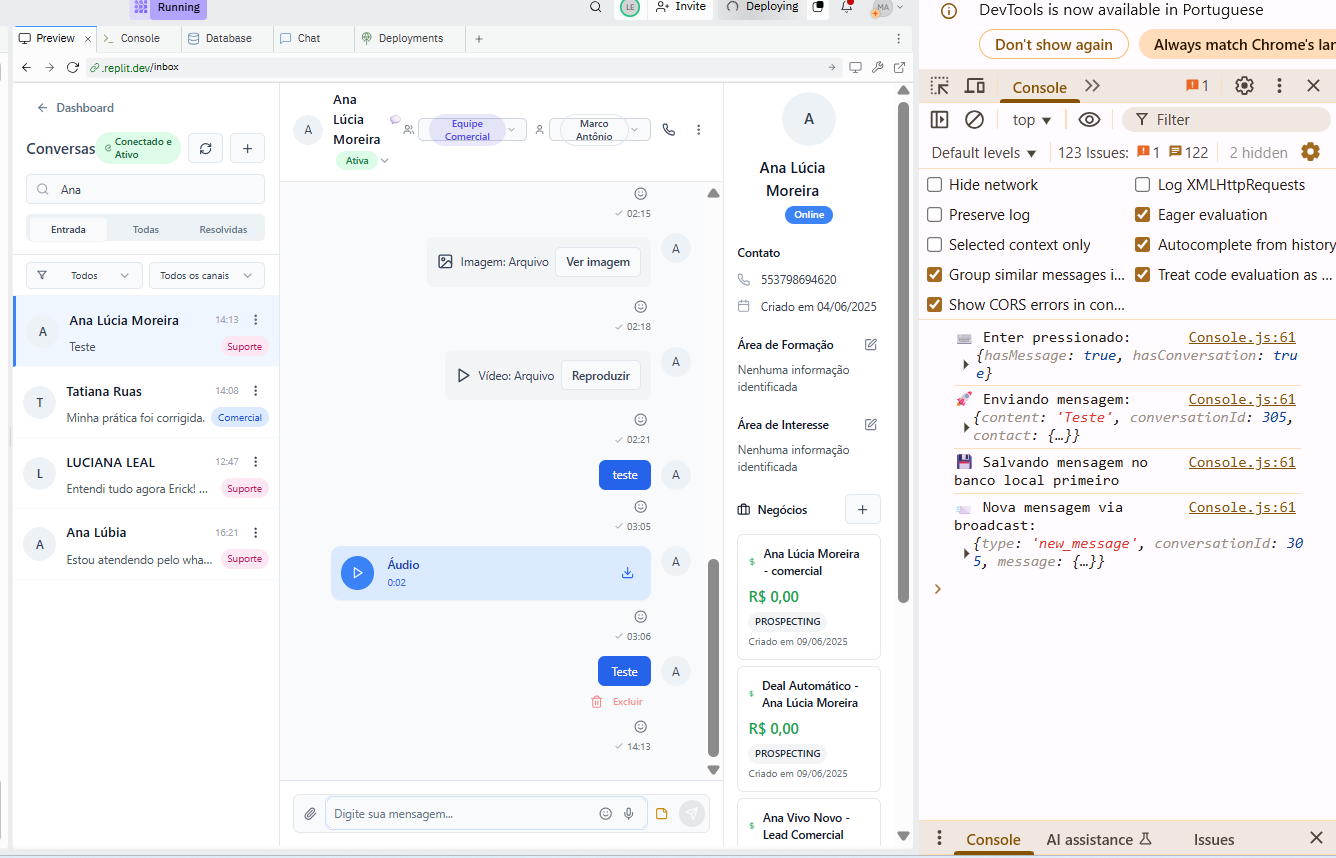 Running
LE
Invite
Deploying
MA
Preview
Console
Database
Chat
Deployments
.replit.dev/inbox
Dashboard
Conversas
Conectado e
Ativo
Ana
Entrada
Todas
Resolvidas
Todos
Todos os canais
A
Ana Lúcia Moreira
14:13
Teste
Suporte
T
Tatiana Ruas
14:08
Minha prática foi corrigida.
Comercial
L
LUCIANA LEAL
12:47
Entendi tudo agora Erick! ...
Suporte
A
Ana Lúbia
16:21
Estou atendendo pelo wha...
Suporte
A
Ana
Lúcia
Moreira
Ativa
Equipe
Comercial
Marco
Antônio
02:15
Imagem: Arquivo
Ver imagem
A
02:18
Vídeo: Arquivo
Reproduzir
A
02:21
teste
A
03:05
Áudio
0:02
A
03:06
Teste
A
Excluir
14:13
Digite sua mensagem...
A
Ana Lúcia
Moreira
Online
Contato
553798694620
Criado em 04/06/2025
Área de Formação
Nenhuma informação
identificada
Área de Interesse
Nenhuma informação
identificada
Negócios
$
Ana Lúcia Moreira
- comercial
R$ 0,00
PROSPECTING
Criado em 09/06/2025
$
Deal Automático -
Ana Lúcia Moreira
R$ 0,00
PROSPECTING
Criado em 09/06/2025
$
Ana Vivo Novo -
Lead Comercial
DevTools is now available in Portuguese
Don't show again
Always match Chrome's lan
Console
1
top
Filter
Default levels
123 Issues:
1
122
2 hidden
Hide network
Log XMLHttpRequests
Preserve log
Eager evaluation
Selected context only
Autocomplete from history
Group similar messages i...
Treat code evaluation as ...
Show CORS errors in con...
Enter pressionado:
Console.js:61
{hasMessage: true, hasConversation: tru
e}
Enviando mensagem:
Console.js:61
{content: 'Teste', conversationId: 305,
contact: {…}}
Salvando mensagem no
Console.js:61
banco local primeiro
Nova mensagem via
Console.js:61
broadcast:
{type: 'new_message', conversationId: 30
5, message: {…}}
Console
AI assistance
Issues